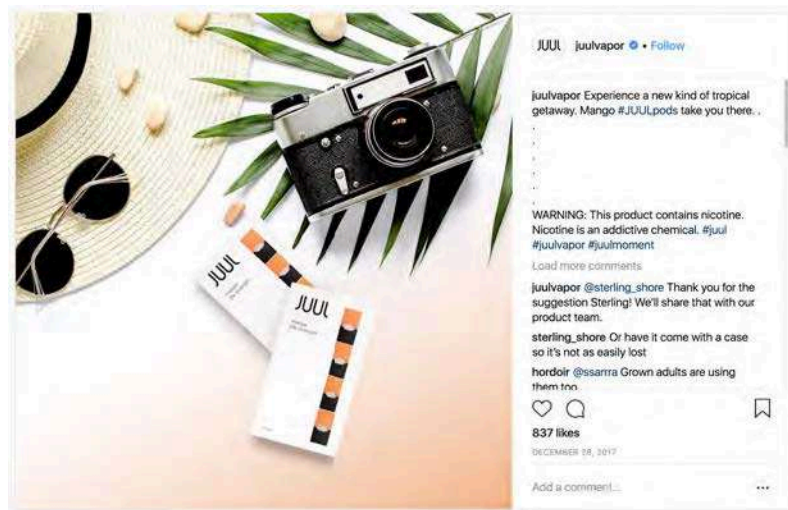 JUUL juulvapor • Follow
juulvapor Experience a new kind of tropical
getaway. Mango #JUULpods take you there. .
.
.
.
.
.
.
WARNING: This product contains nicotine.
Nicotine is an addictive chemical. #juul
#juulvapor #juulmoment
Load more comments
juulvapor @sterling_shore Thank you for the
suggestion Sterling! We'll share that with our
product team.
sterling_shore Or have it come with a case
so it's not as easily lost
hordoir @ssarrra Grown adults are using
them too
837 likes
DECEMBER 28, 2017
Add a comment...
JUUL
JUUL